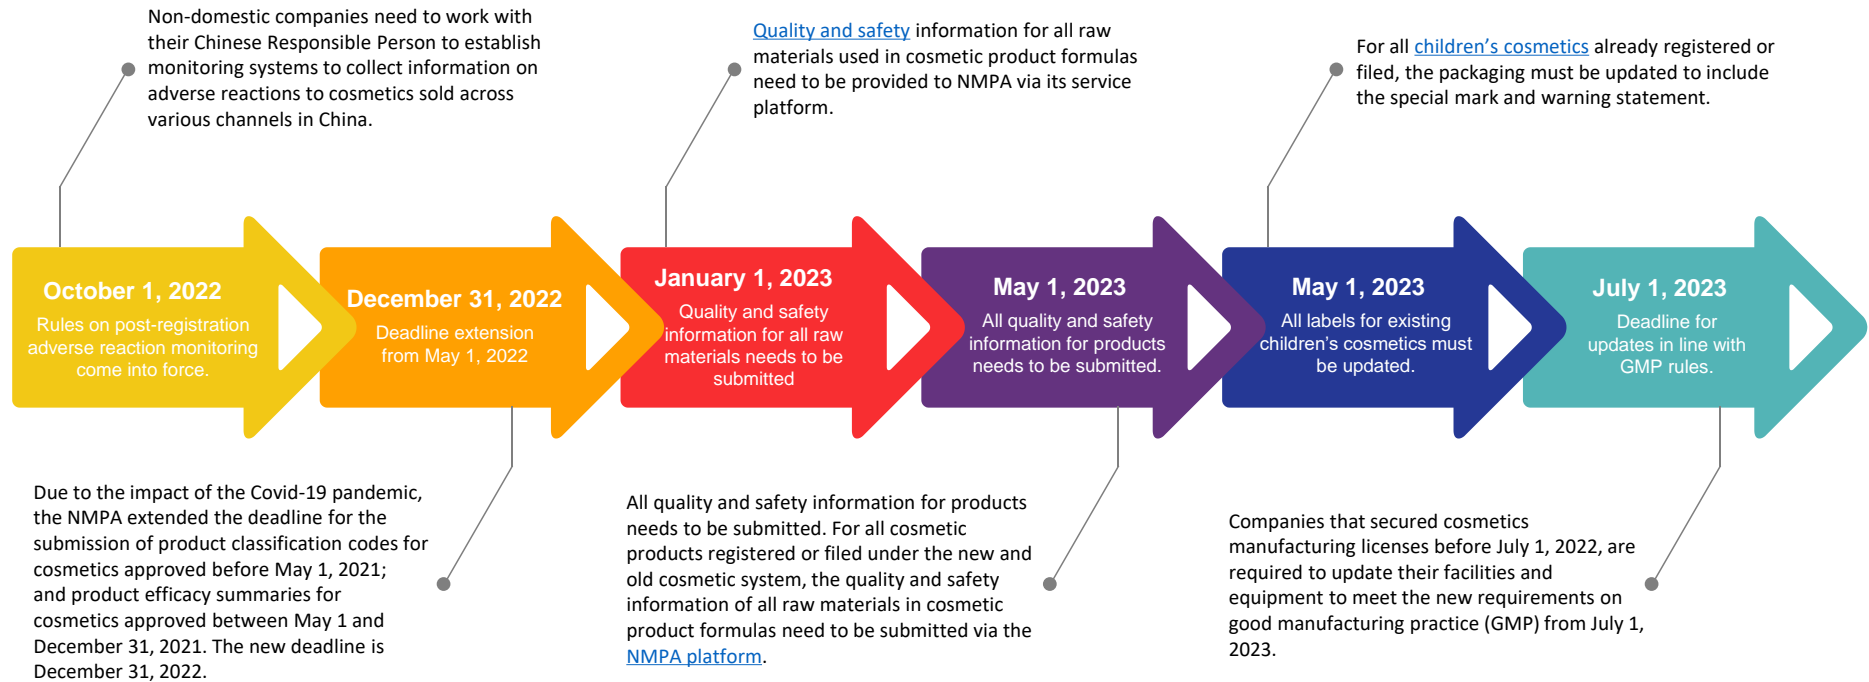 Non-domestic companies need to work with
their Chinese Responsible Person to establish
monitoring systems to collect information on
adverse reactions to cosmetics sold across
various channels in China.
Quality and safety information for all raw
materials used in cosmetic product formulas
need to be provided to NMPA via its service
platform.
For all children’s cosmetics already registered or
filed, the packaging must be updated to include
the special mark and warning statement.
October 1, 2022
Rules on post-registration
adverse reaction monitoring
come into force.
December 31, 2022
Deadline extension
from May 1, 2022
January 1, 2023
Quality and safety
information for all raw
materials needs to be
submitted
May 1, 2023
All quality and safety
information for products
needs to be submitted.
May 1, 2023
All labels for existing
children’s cosmetics must
be updated.
July 1, 2023
Deadline for
updates in line with
GMP rules.
Due to the impact of the Covid-19 pandemic,
the NMPA extended the deadline for the
submission of product classification codes for
cosmetics approved before May 1, 2021;
and product efficacy summaries for
cosmetics approved between May 1 and
December 31, 2021. The new deadline is
December 31, 2022.
All quality and safety information for products
needs to be submitted. For all cosmetic
products registered or filed under the new and
old cosmetic system, the quality and safety
information of all raw materials in cosmetic
product formulas need to be submitted via the
NMPA platform.
Companies that secured cosmetics
manufacturing licenses before July 1, 2022, are
required to update their facilities and
equipment to meet the new requirements on
good manufacturing practice (GMP) from July 1,
2023.